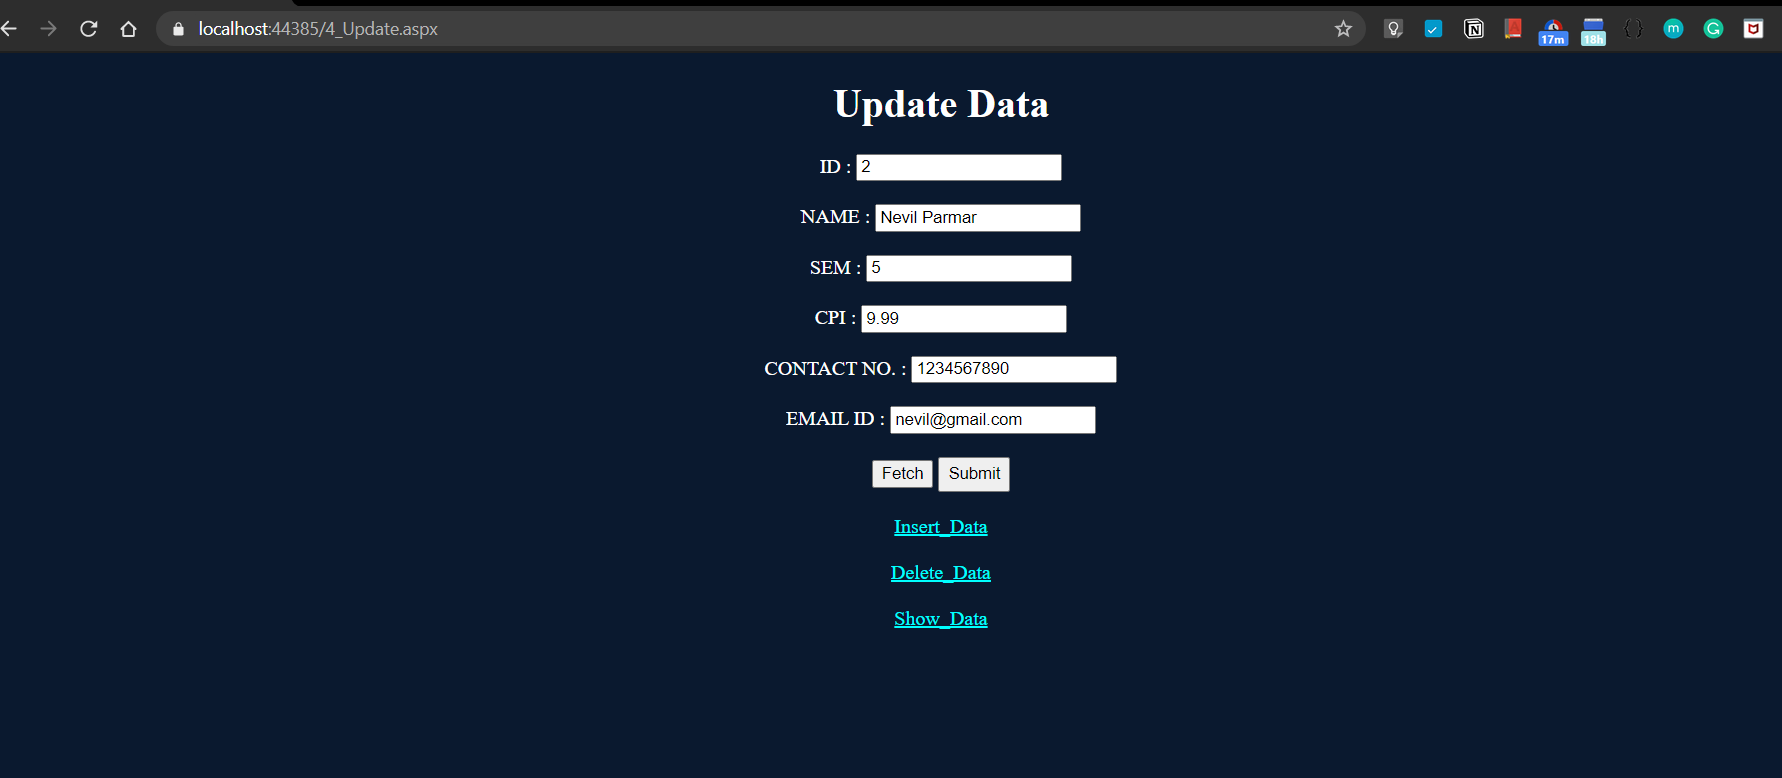 localhost:44385/4_Update.aspx
17m
18h
m
Update Data
ID : 2
NAME : Nevil Parmar
SEM : 5
CPI : 9.99
CONTACT NO. : 1234567890
EMAIL ID : nevil@gmail.com
Fetch Submit
Insert_Data
Delete_Data
Show_Data